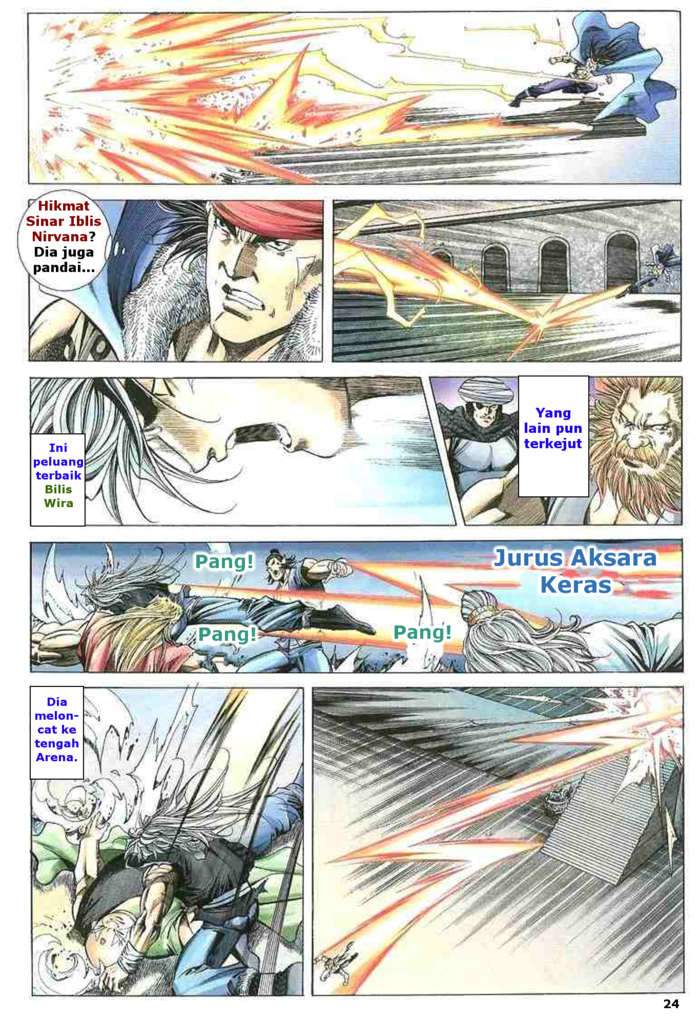 Hikmat
Sinar Iblis
Nirvana?
Dia juga
pandai...
Ini
peluang
terbaik
Bilis
Wira
Yang
lain pun
terkejut
Pang!
Jurus Aksara
Keras
Pang!
Pang!
Dia
melon-
cat ke
tengah
Arena.
24